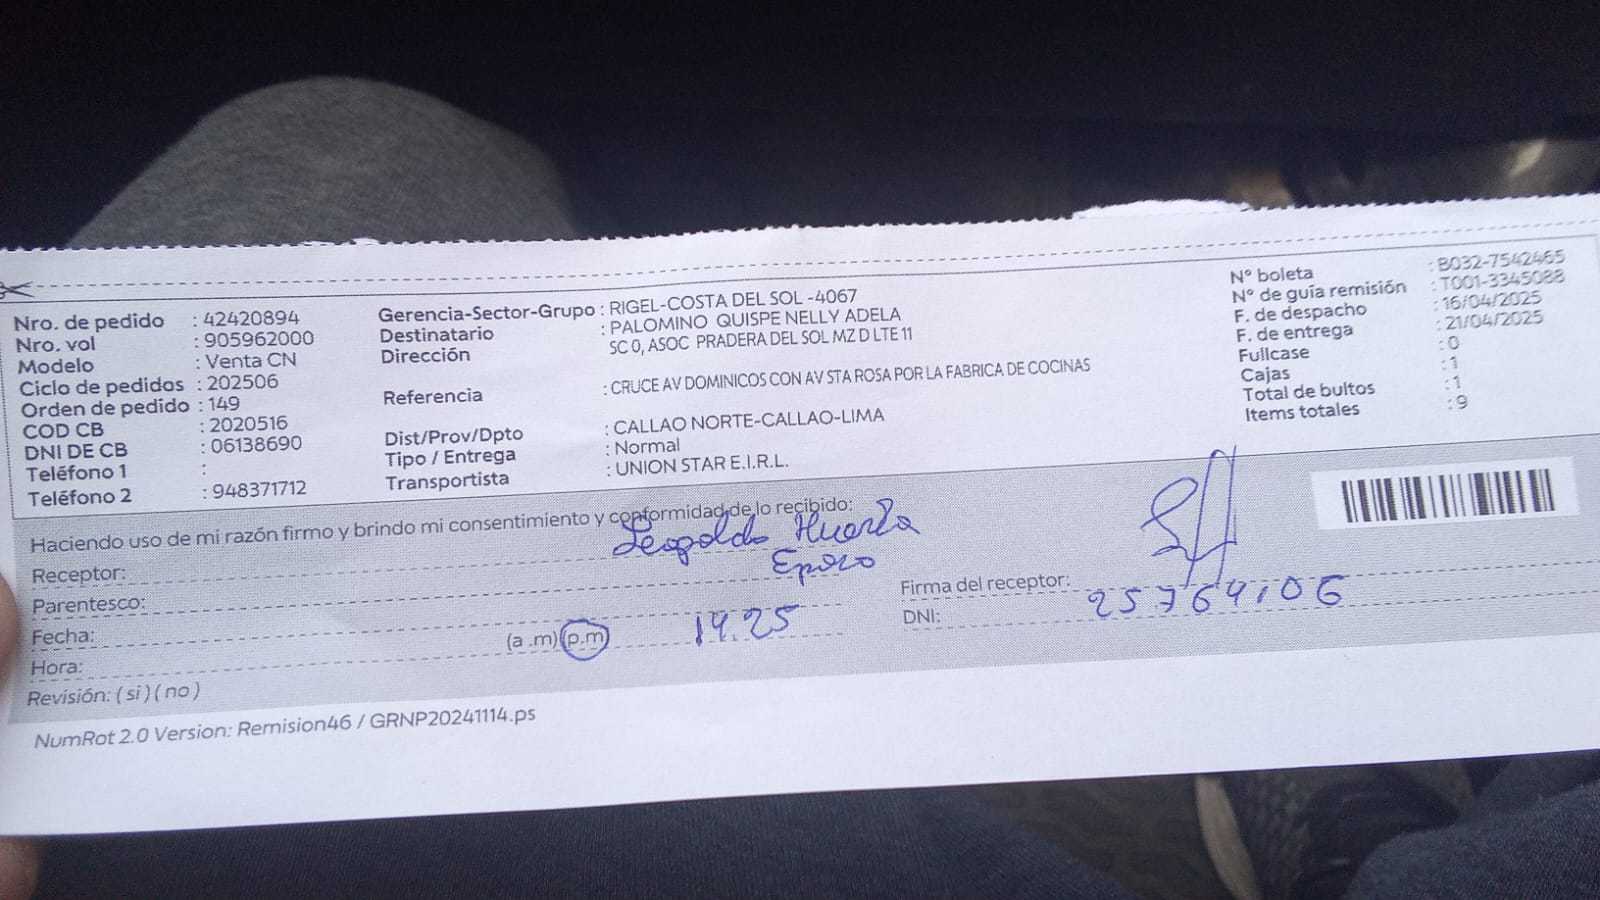 Nro. de pedido : 42420894
Nro. vol : 905962000
Modelo : Venta CN
Ciclo de pedidos : 202506
Orden de pedido : 149
COD CB : 2020516
DNI DE CB : 06138690
Teléfono 1 :
Teléfono 2 : 948371712
Gerencia-Sector-Grupo : RIGEL-COSTA DEL SOL -4067
Destinatario : PALOMINO QUISPE NELLY ADELA
Dirección SC 0, ASOC PRADERA DEL SOL MZ D LTE 11
Referencia : CRUCE AV DOMINICOS CON AV STA ROSA POR LA FABRICA DE COCINAS
Dist/Prov/Dpto : CALLAO NORTE-CALLAO-LIMA
Tipo / Entrega : Normal
Transportista : UNION STAR E.I.R.L.
N° boleta : B032-7542465
N° de guía remisión : T001-3345088
F. de despacho : 16/04/2025
F. de entrega : 21/04/2025
Fullcase : 0
Cajas : 1
Total de bultos : 1
Items totales : 9
Haciendo uso de mi razón firmo y brindo mi consentimiento y conformidad de lo recibido:
Receptor: Leopoldo Huerta
Parentesco: Eposo
Fecha:
Hora: (a .m) (p.m) 14.25
Revisión: ( si ) ( no )
Firma del receptor:
DNI: 25764106
NumRot 2.0 Version: Remision46 / GRNP20241114.ps